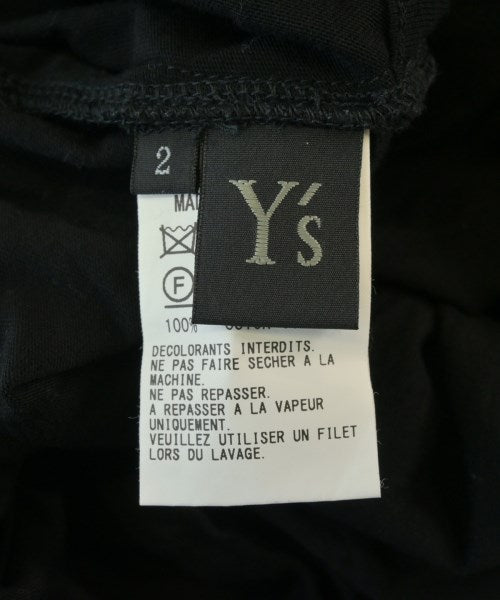 2
Y's
F
100%
DECOLORANTS INTERDITS.
NE PAS FAIRE SECHER A LA
MACHINE.
NE PAS REPASSER.
A REPASSER A LA VAPEUR
UNIQUEMENT.
VEUILLEZ UTILISER UN FILET
LORS DU LAVAGE.